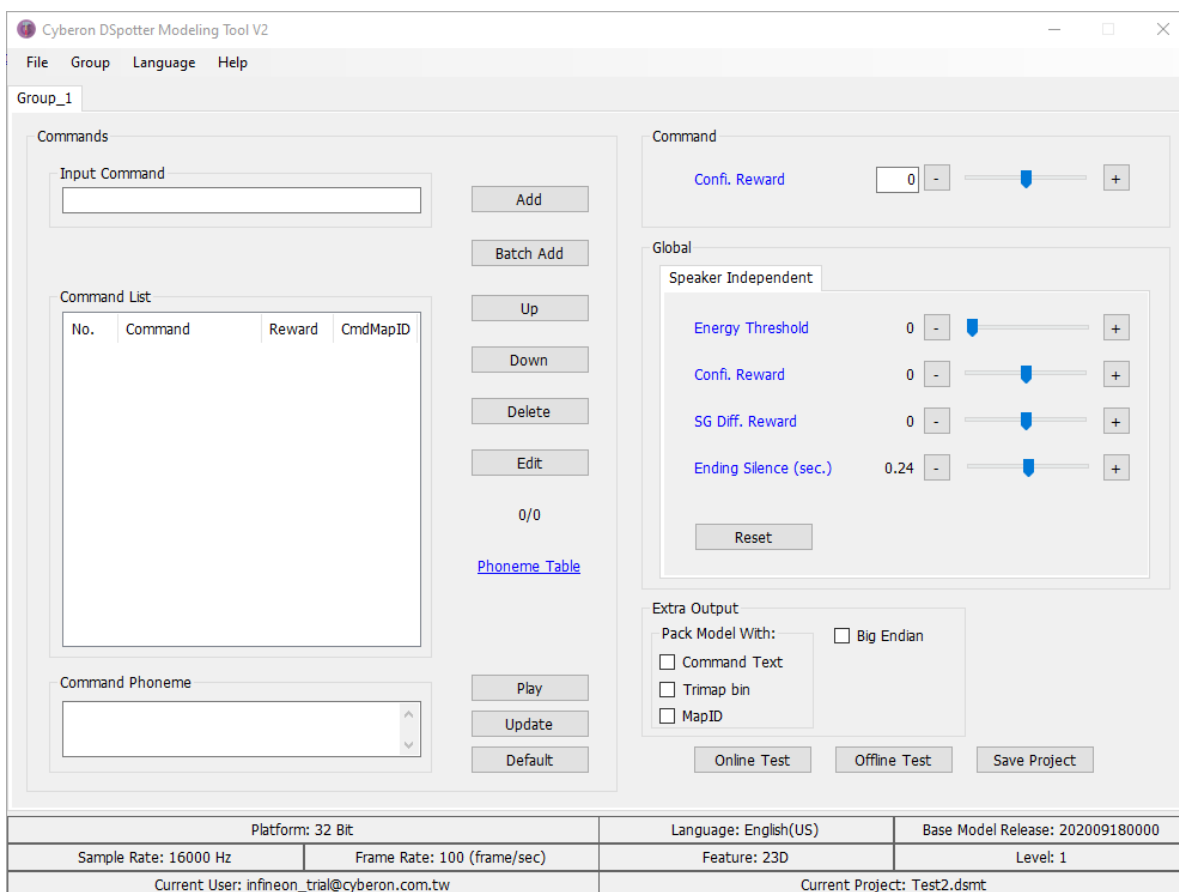 Cyberon DSpotter Modeling Tool V2
File Group Language Help
Group_1
Commands
Input Command
Add
Batch Add
Command List
No. Command Reward CmdMapID
Up
Down
Delete
Edit
0/0
Phoneme Table
Command Phoneme
Play
Update
Default
Command
Confi. Reward 0 - +
Global
Speaker Independent
Energy Threshold 0 - +
Confi. Reward 0 - +
SG Diff. Reward 0 - +
Ending Silence (sec.) 0.24 - +
Reset
Extra Output
Pack Model With:
Command Text
Trimap bin
MapID
Big Endian
Online Test Offline Test Save Project
Platform: 32 Bit Language: English(US) Base Model Release: 202009180000
Sample Rate: 16000 Hz Frame Rate: 100 (frame/sec) Feature: 23D Level: 1
Current User: infineon_trial@cyberon.com.tw Current Project: Test2.dsmt